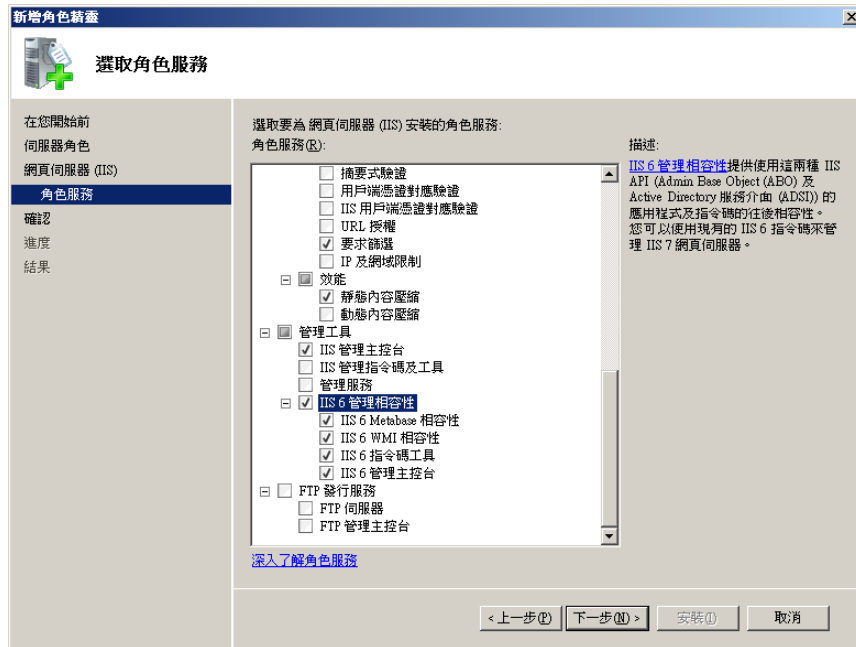 新增角色精靈
選取角色服務
在您開始前
伺服器角色
網頁伺服器 (IIS)
角色服務
確認
進度
結果
選取要為 網頁伺服器 (IIS) 安裝的角色服務:
角色服務(R):
摘要式驗證
用戶端憑證對應驗證
IIS 用戶端憑證對應驗證
URL 授權
要求篩選
IP 及網域限制
效能
靜態內容壓縮
動態內容壓縮
管理工具
IIS 管理主控台
IIS 管理指令碼及工具
管理服務
IIS 6 管理相容性
IIS 6 Metabase 相容性
IIS 6 WMI 相容性
IIS 6 指令碼工具
IIS 6 管理主控台
FTP 發行服務
FTP 伺服器
FTP 管理主控台
深入了解角色服務
描述:
IIS 6 管理相容性提供使用這兩種 IIS
API (Admin Base Object (ABO) 及
Active Directory 服務介面 (ADSI)) 的
應用程式及指令碼的往後相容性。
您可以使用現有的 IIS 6 指令碼來管
理 IIS 7 網頁伺服器。
< 上一步(P)
下一步(N) >
安裝(I)
取消